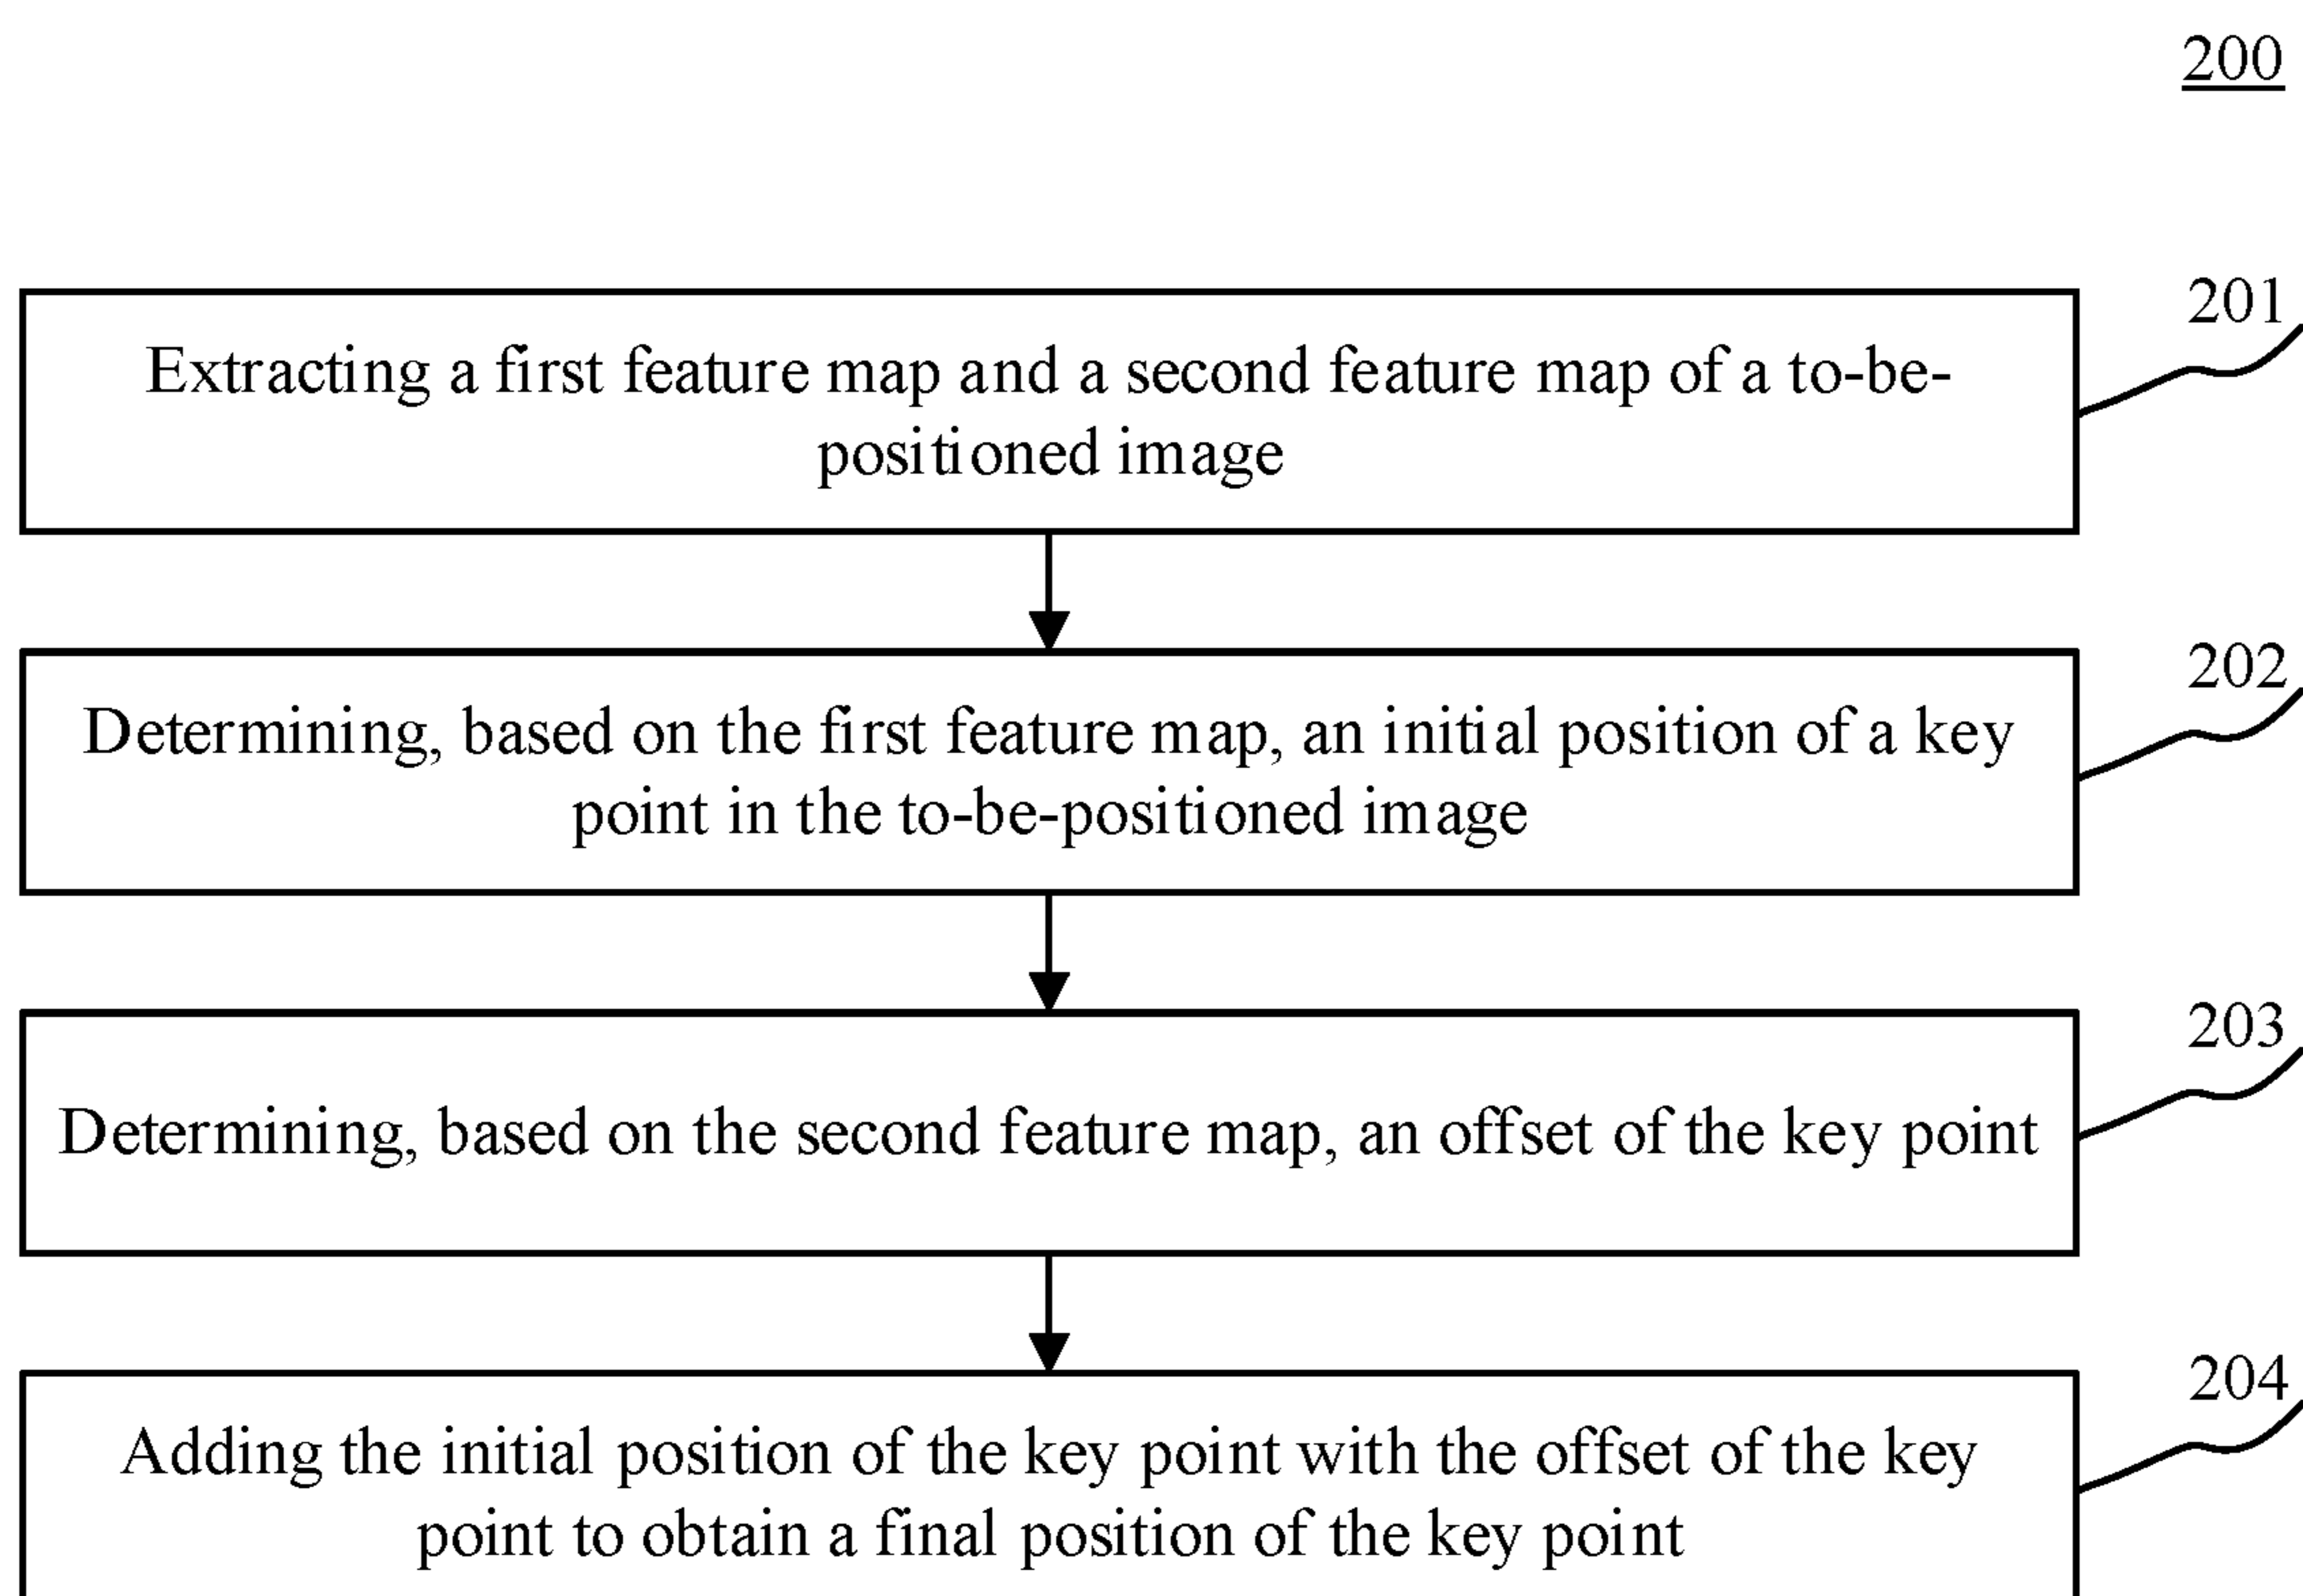 200
201
Extracting a first feature map and a second feature map of a to-be-
positioned image
202
Determining, based on the first feature map, an initial position of a key
point in the to-be-positioned image
203
Determining, based on the second feature map, an offset of the key point
204
Adding the initial position of the key point with the offset of the key
point to obtain a final position of the key point